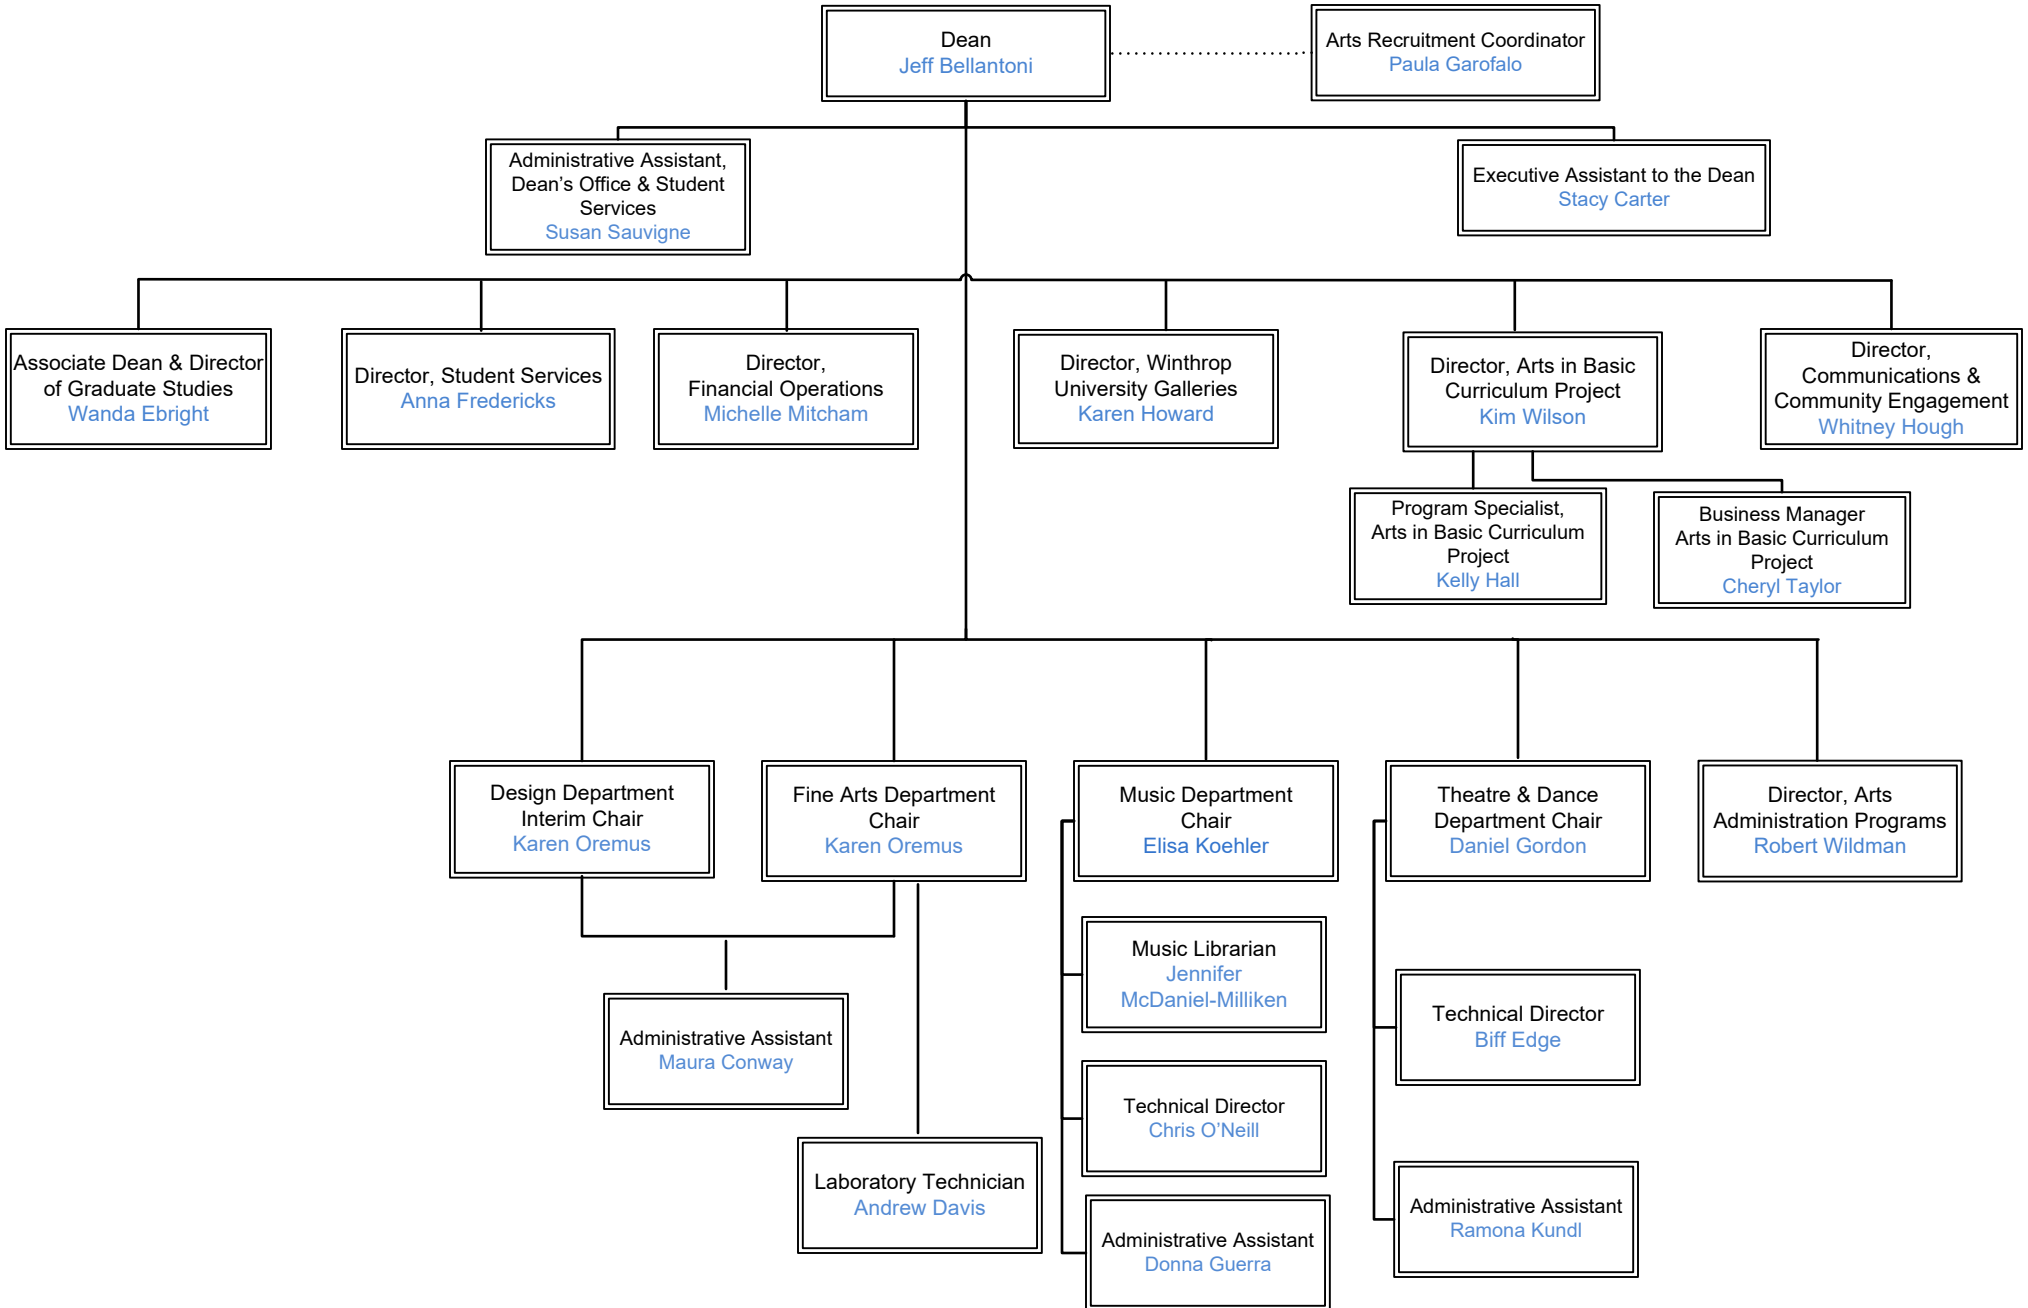 Dean
Jeff Bellantoni
Arts Recruitment Coordinator
Paula Garofalo
Administrative Assistant,
Dean’s Office & Student
Services
Susan Sauvigne
Executive Assistant to the Dean
Stacy Carter
Associate Dean & Director
of Graduate Studies
Wanda Ebright
Director, Student Services
Anna Fredericks
Director,
Financial Operations
Michelle Mitcham
Director, Winthrop
University Galleries
Karen Howard
Director, Arts in Basic
Curriculum Project
Kim Wilson
Director,
Communications &
Community Engagement
Whitney Hough
Program Specialist,
Arts in Basic Curriculum
Project
Kelly Hall
Business Manager
Arts in Basic Curriculum
Project
Cheryl Taylor
Design Department
Interim Chair
Karen Oremus
Fine Arts Department
Chair
Karen Oremus
Music Department
Chair
Elisa Koehler
Theatre & Dance
Department Chair
Daniel Gordon
Director, Arts
Administration Programs
Robert Wildman
Administrative Assistant
Maura Conway
Laboratory Technician
Andrew Davis
Music Librarian
Jennifer
McDaniel-Milliken
Technical Director
Chris O’Neill
Administrative Assistant
Donna Guerra
Technical Director
Biff Edge
Administrative Assistant
Ramona Kundl